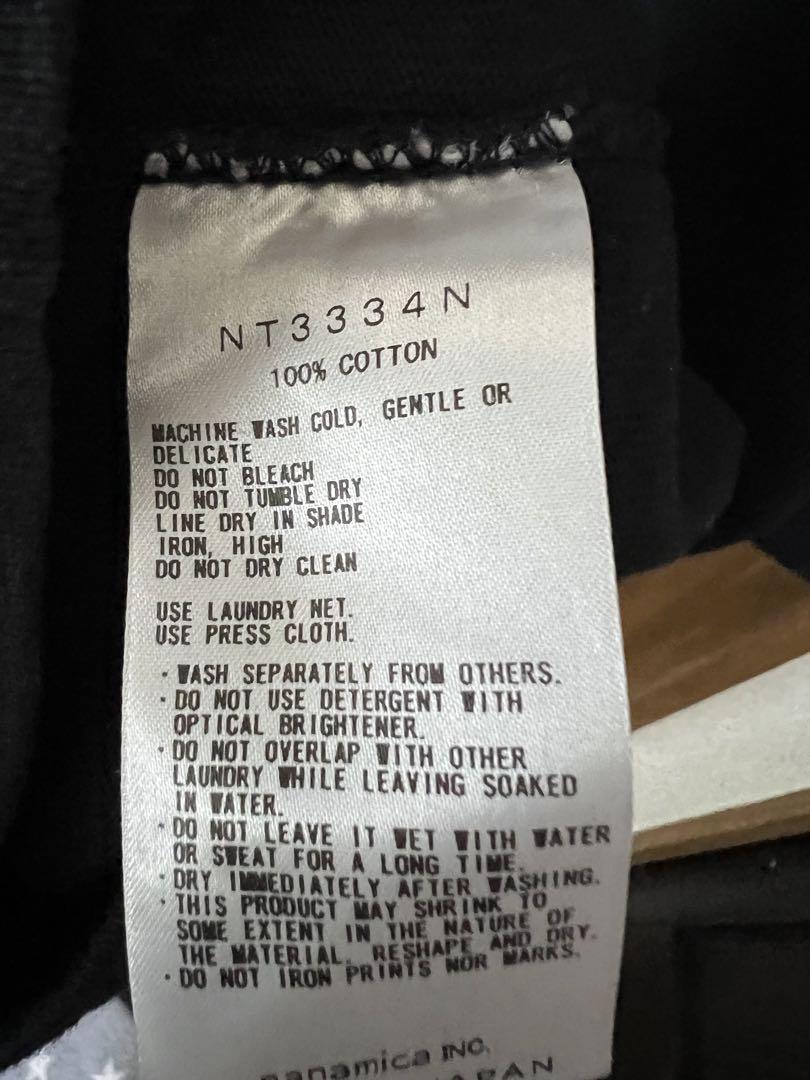 NT3334N
100% COTTON
MACHINE WASH COLD, GENTLE OR
DELICATE
DO NOT BLEACH
DO NOT TUMBLE DRY
LINE DRY IN SHADE
IRON, HIGH
DO NOT DRY CLEAN
USE LAUNDRY NET.
USE PRESS CLOTH.
・WASH SEPARATELY FROM OTHERS.
・DO NOT USE DETERGENT WITH
OPTICAL BRIGHTENER.
・DO NOT OVERLAP WITH OTHER
LAUNDRY WHILE LEAVING SOAKED
IN WATER.
・DO NOT LEAVE IT WET WITH WATER
OR SWEAT FOR A LONG TIME.
・DRY IMMEDIATELY AFTER WASHING.
・THIS PRODUCT MAY SHRINK TO
SOME EXTENT IN THE NATURE OF
THE MATERIAL. RESHAPE AND DRY.
・DO NOT IRON PRINTS NOR MARKS.
nanamica INC.
JAPAN